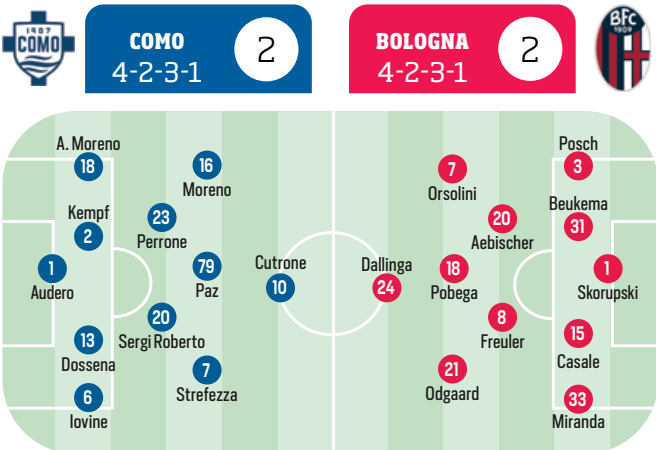 1907
COMO
COMO
4-2-3-1
2
BOLOGNA
4-2-3-1
2
BFC
1909
A. Moreno
18
Kempf
2
1
Audero
13
Dossena
6
Iovine
16
Moreno
23
Perrone
79
Paz
20
Sergi Roberto
7
Strefezza
Cutrone
10
Dallinga
24
7
Orsolini
20
Aebischer
18
Pobega
8
Freuler
21
Odgaard
Posch
3
Beukema
31
1
Skorupski
15
Casale
33
Miranda